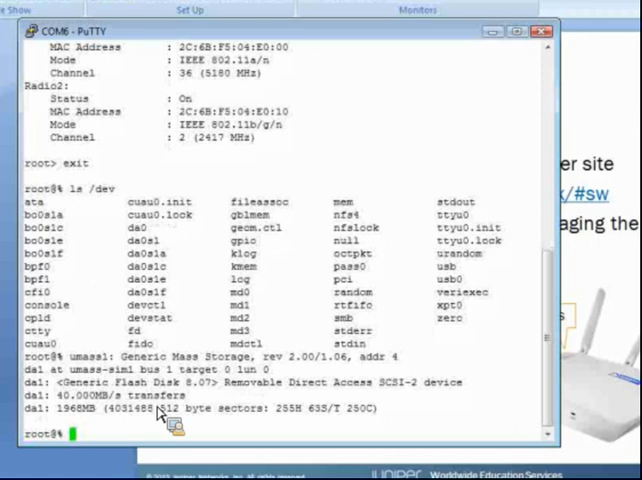 e Show Set Up Monitors
COM6 - PuTTY
MAC Address : 2C:6B:F5:04:E0:00
Mode : IEEE 802.11a/n
Channel : 36 (5180 MHz)
Radio2:
Status : On
MAC Address : 2C:6B:F5:04:E0:10
Mode : IEEE 802.11b/g/n
Channel : 2 (2417 MHz)
root> exit
root@% ls /dev
ata cuau0.init fileassoc mem stdout
bo0s1a cuau0.lock gblmem nfs4 ttyu0
bo0s1c da0 geom.ctl nfslock ttyu0.init
bo0s1e da0s1 gpio null ttyu0.lock
bo0s1f da0s1a klog octpkt urandom
bpf0 da0s1c kmem pass0 usb
bpf1 da0s1e log pci usb0
cfi0 da0s1f md0 random veriexec
console devctl md1 rtfifo xpt0
cpld devstat md2 smb zero
ctty fd md3 stderr
cuau0 fido mdctl stdin
root@% umass1: Generic Mass Storage, rev 2.00/1.06, addr 4
da1 at umass-sim1 bus 1 target 0 lun 0
da1: <Generic Flash Disk 8.07> Removable Direct Access SCSI-2 device
da1: 40.000MB/s transfers
da1: 1968MB (4031488 512 byte sectors: 255H 63S/T 250C)
root@%
er site
k/#sw
aging the
s
JUNIPER Worldwide Education Services